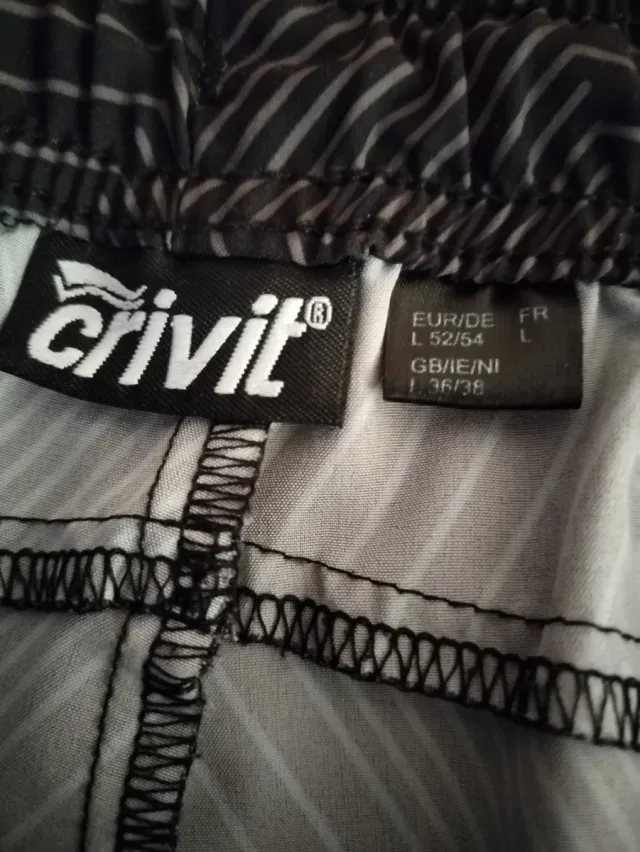 crivit®
EUR/DE FR
L 52/54 L
GB/IE/NI
L 36/38